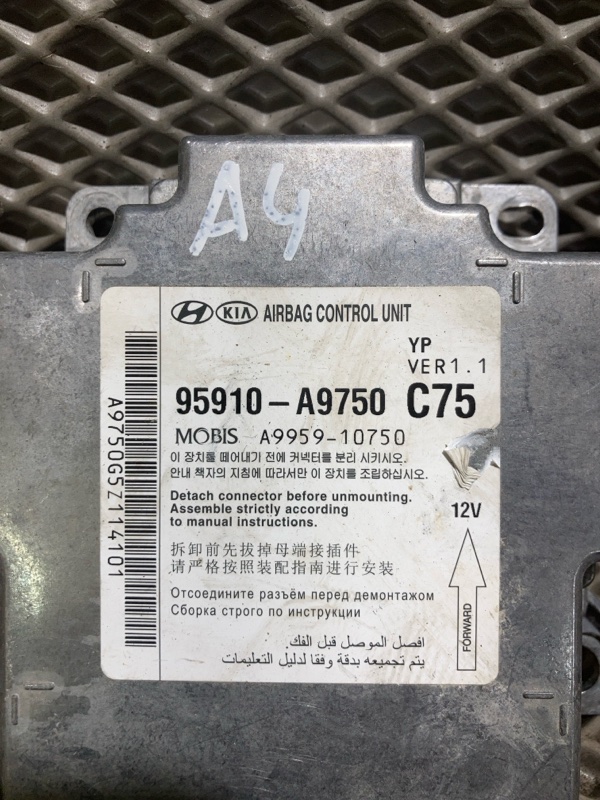 A4
HYUNDAI KIA AIRBAG CONTROL UNIT
YP
VER1.1
95910-A9750 C75
MOBIS A9959-10750
이 장치를 떼어내기 전에 커넥터를 분리 시키시오.
안내 책자의 지침에 따라서만 이 장치를 조립하십시오.
Detach connector before unmounting.
Assemble strictly according
to manual instructions.
12V
拆卸前先拔掉母端接插件
请严格按照装配指南进行安装
Отсоедините разъём перед демонтажом
Сборка строго по инструкции
افصل الموصل قبل الفك.
يتم تجميعه بدقة وفقا لدليل التعليمات
FORWARD
A9750G5Z114101